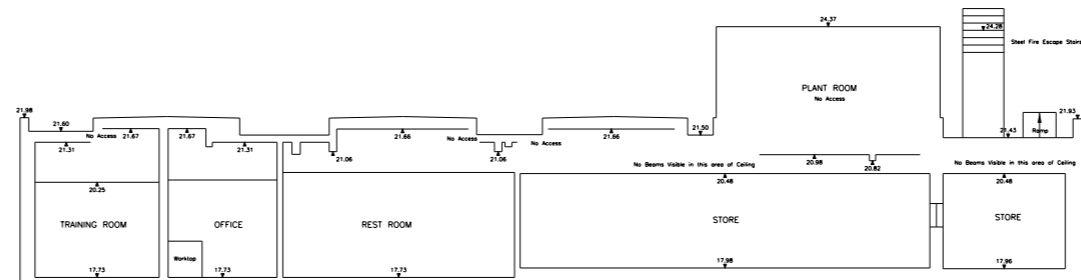 24.37
24.28
Steel Fire Escape Stairs
PLANT ROOM
No Access
21.98
21.60
No Access
21.67
21.67
21.31
21.31
21.66
No Access
21.06
21.06
No Access
21.66
21.50
21.93
21.43
Ramp
20.98
20.82
No Beams Visible in this area of Ceiling
No Beams Visible in this area of Ceiling
20.25
20.48
20.48
TRAINING ROOM
OFFICE
REST ROOM
STORE
STORE
Worktop
17.73
17.73
17.73
17.98
17.96